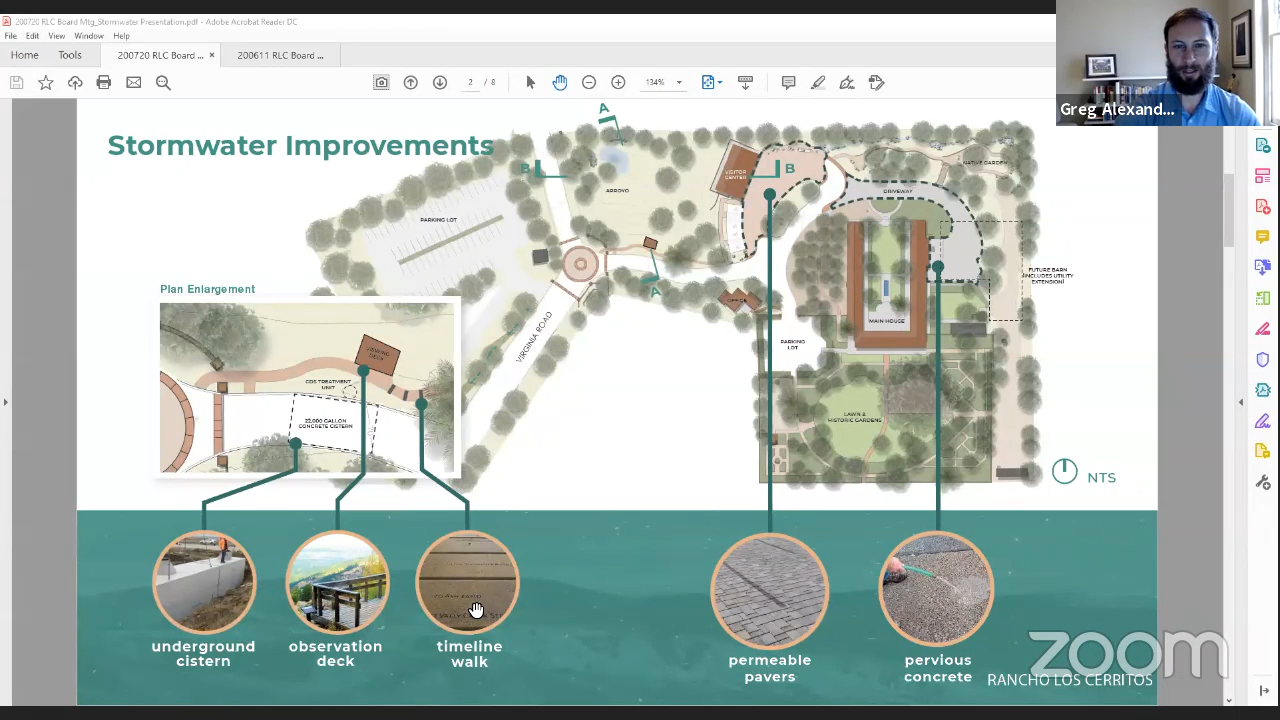 200720 RLC Board Mtg_Stormwater Presentation.pdf - Adobe Acrobat Reader DC
File Edit View Window Help
Home Tools 200720 RLC Board ... × 200611 RLC Board ...
2 / 8 134%
Greg Alexand...
Stormwater Improvements
A
B
B
A
ARROYO
VISITOR CENTER
NATIVE GARDEN
DRIVEWAY
PARKING LOT
FUTURE BARN
(INCLUDES UTILITY
EXTENSION)
OFFICE
MAIN HOUSE
VIRGINIA ROAD
PARKING
LOT
LAWN &
HISTORIC GARDENS
NTS
Plan Enlargement
VIEWING
DECK
CDS TREATMENT
UNIT
22,000 GALLON
CONCRETE CISTERN
underground
cistern
observation
deck
timeline
walk
permeable
pavers
pervious
concrete
zoom
RANCHO LOS CERRITOS